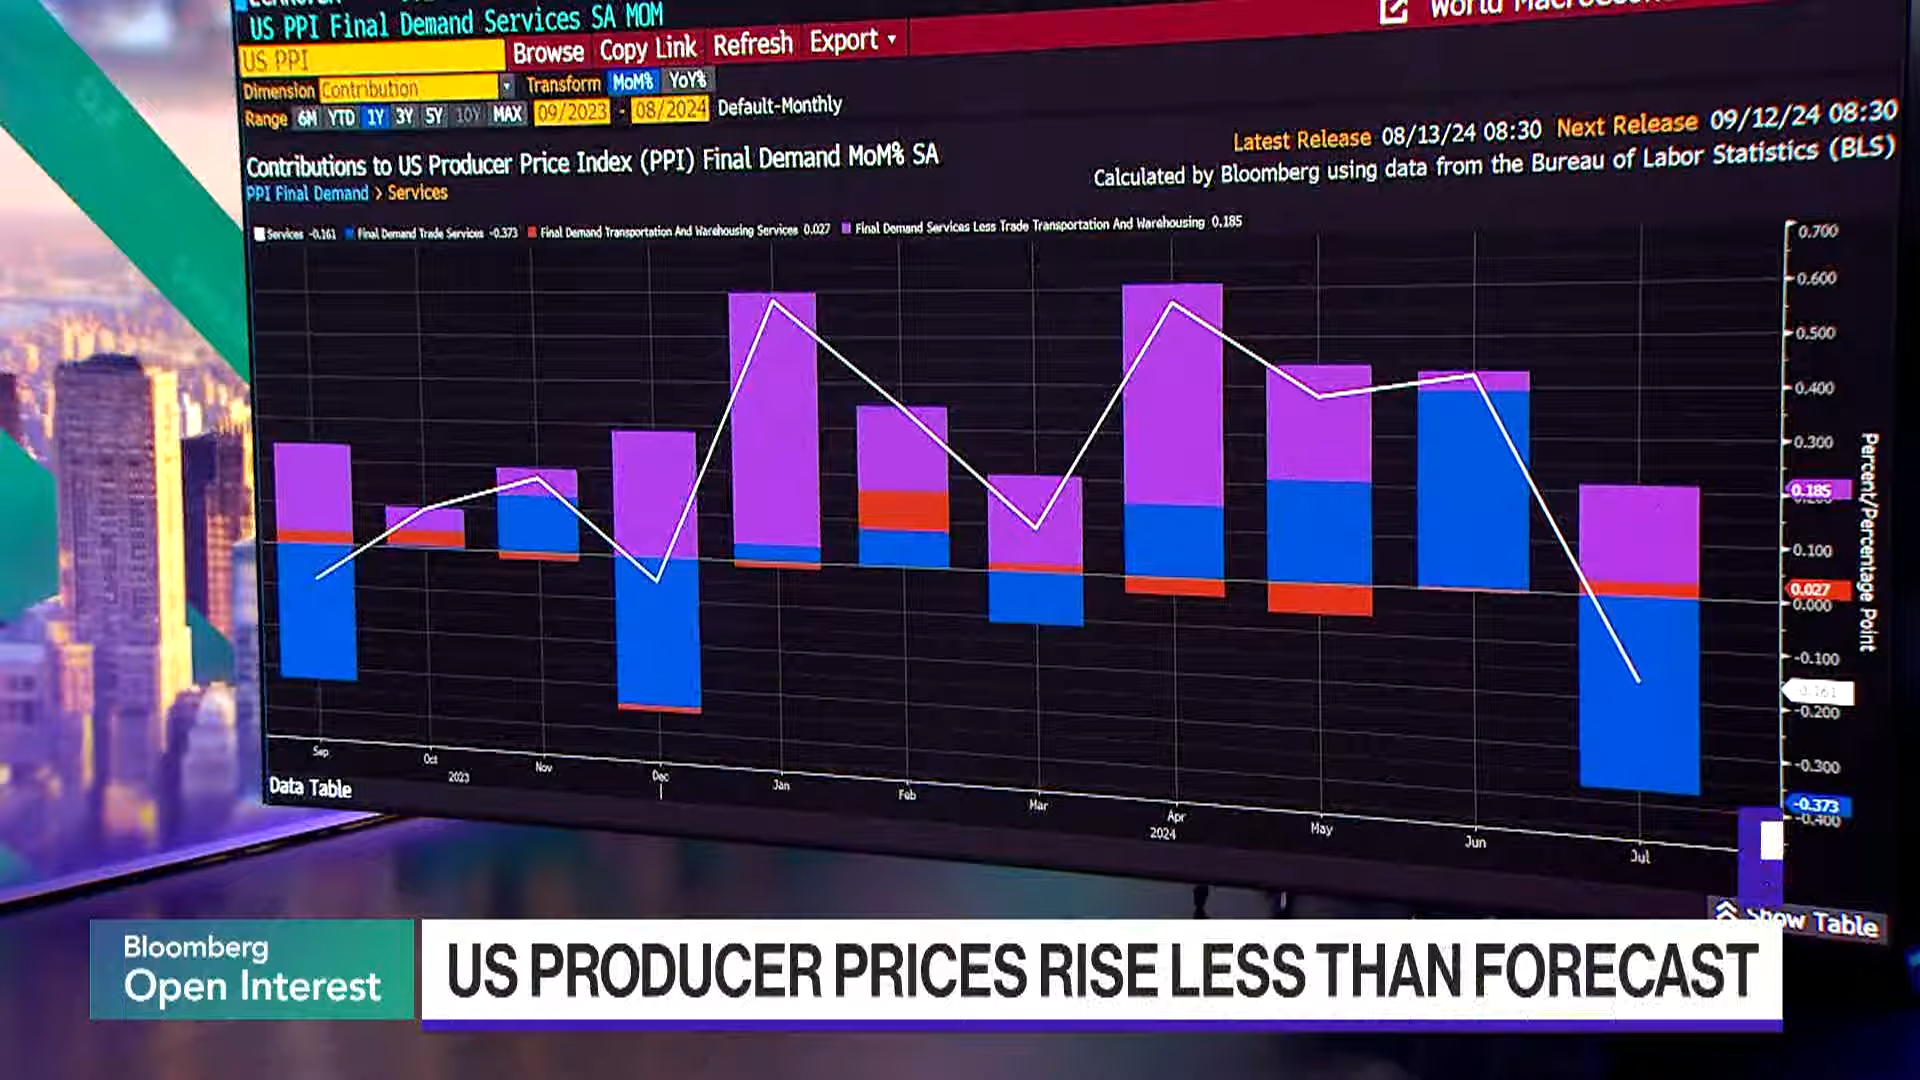 US PPI Final Demand Services SA MOM
World
US PPI
Browse Copy Link Refresh Export
Dimension Contribution Transform MoM% YoY%
Range 6M YTD 1Y 3Y 5Y 10Y MAX 09/2023 - 08/2024 Default-Monthly
Latest Release 08/13/24 08:30 Next Release 09/12/24 08:30
Contributions to US Producer Price Index (PPI) Final Demand MoM% SA
Calculated by Bloomberg using data from the Bureau of Labor Statistics (BLS)
PPI Final Demand > Services
Services -0.161 Final Demand Trade Services -0.373 Final Demand Transportation And Warehousing Services 0.027 Final Demand Services Less Trade Transportation And Warehousing 0.185
0.700
0.600
0.500
0.400
0.300
0.185
0.100
0.027
0.000
-0.100
-0.161
-0.200
-0.300
-0.373
-0.400
Percent/Percentage Point
Sep Oct Nov Dec Jan Feb Mar Apr May Jun Jul
2023 2024
Data Table
Show Table
Bloomberg
Open Interest
US PRODUCER PRICES RISE LESS THAN FORECAST